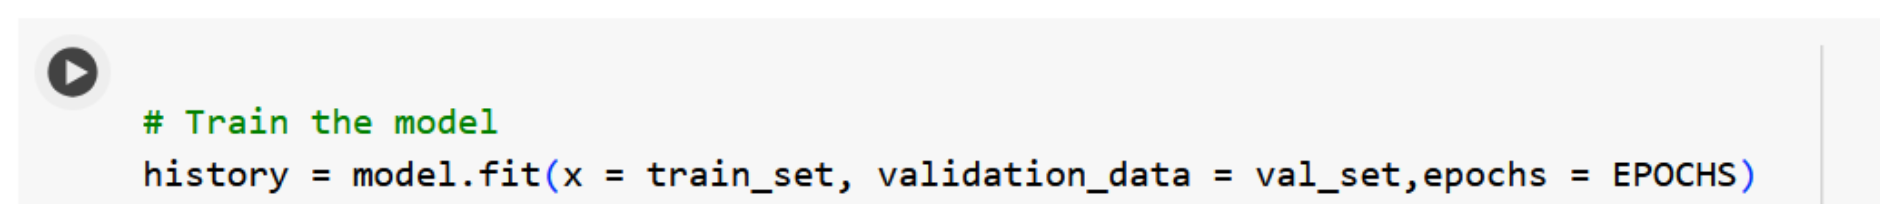 # Train the model
history = model.fit(x = train_set, validation_data = val_set,epochs = EPOCHS)